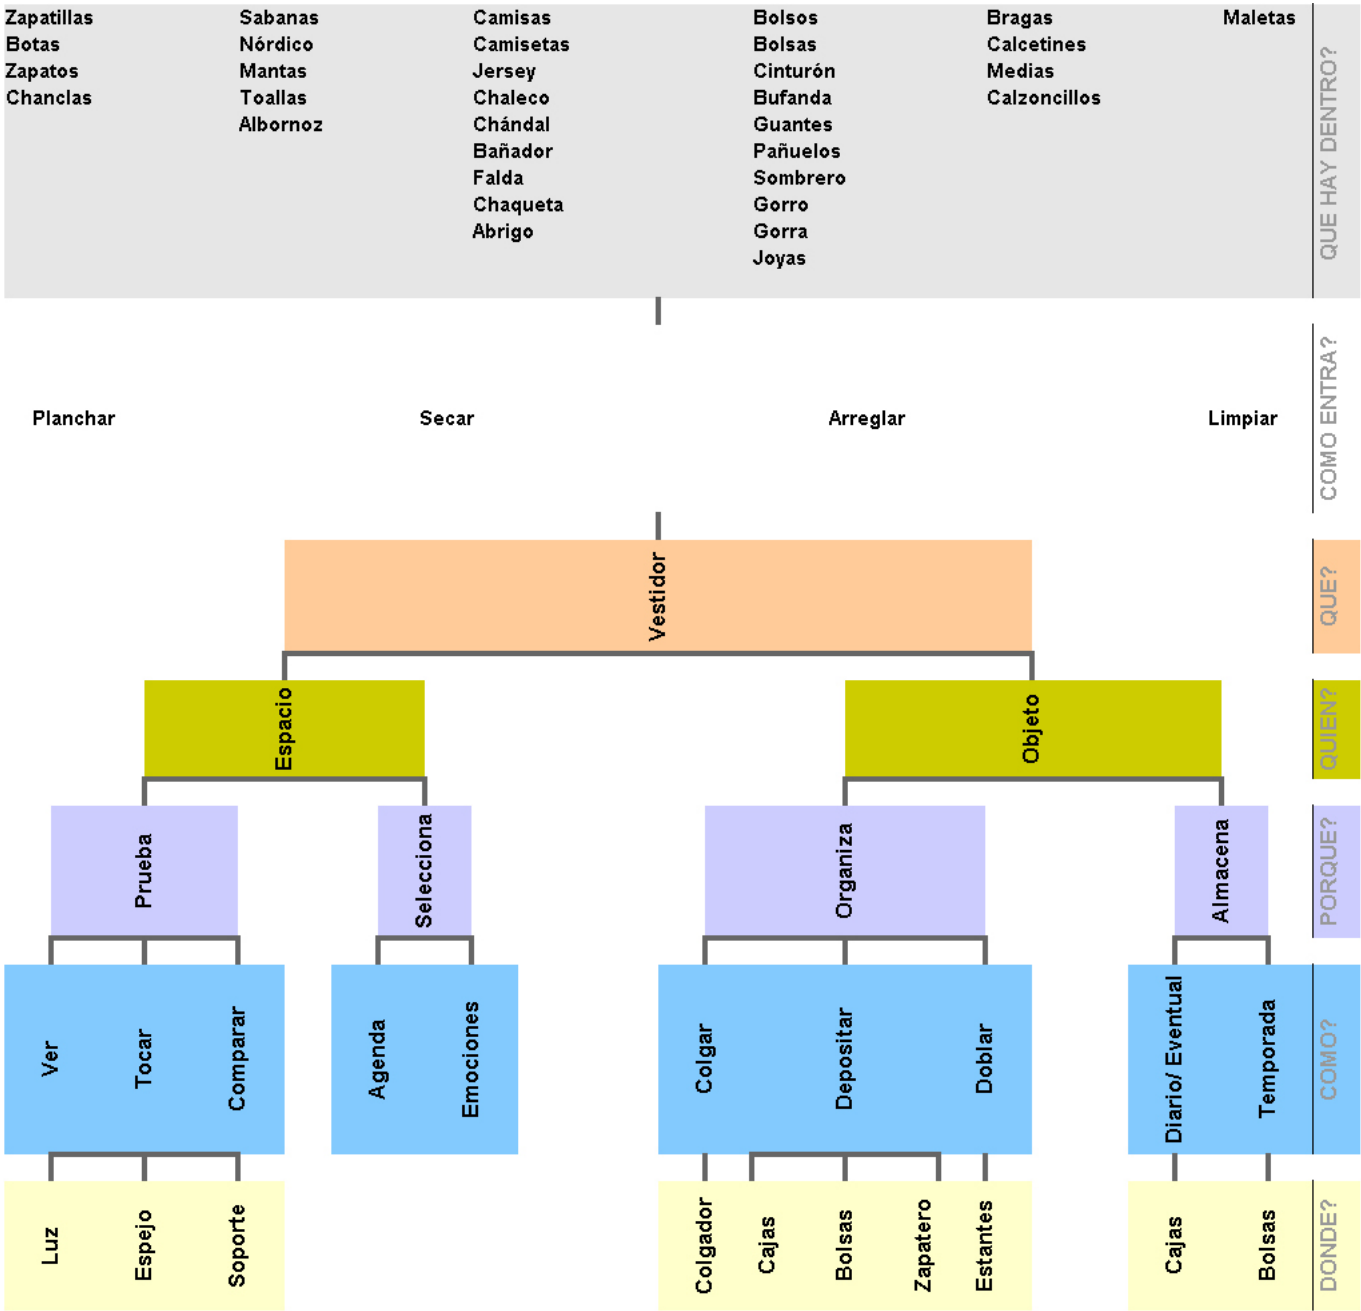 Zapatillas
Botas
Zapatos
Chanclas
Sabanas
Nórdico
Mantas
Toallas
Albornoz
Camisas
Camisetas
Jersey
Chaleco
Chándal
Bañador
Falda
Chaqueta
Abrigo
Bolsos
Bolsas
Cinturón
Bufanda
Guantes
Pañuelos
Sombrero
Gorro
Gorra
Joyas
Bragas
Calcetines
Medias
Calzoncillos
Maletas
QUE HAY DENTRO?
Planchar
Secar
Arreglar
Limpiar
COMO ENTRA?
Vestidor
QUE?
Espacio
Objeto
QUIEN?
Prueba
Selecciona
Organiza
Almacena
PORQUE?
Ver
Tocar
Comparar
Agenda
Emociones
Colgar
Depositar
Doblar
Diario/ Eventual
Temporada
COMO?
Luz
Espejo
Soporte
Colgador
Cajas
Bolsas
Zapatero
Estantes
Cajas
Bolsas
DONDE?